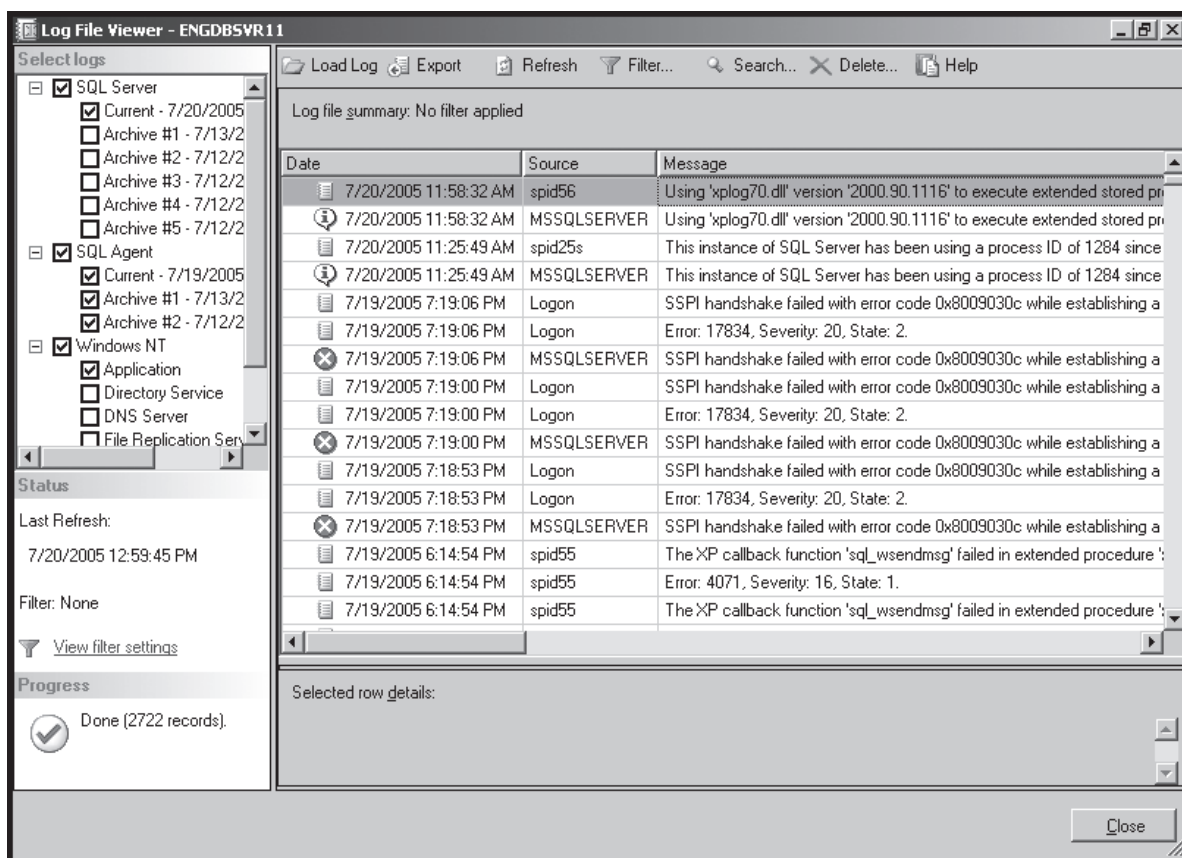 Log File Viewer - ENGDBSVR11
Select logs
SQL Server
Current - 7/20/2005
Archive #1 - 7/13/2
Archive #2 - 7/12/2
Archive #3 - 7/12/2
Archive #4 - 7/12/2
Archive #5 - 7/12/2
SQL Agent
Current - 7/19/2005
Archive #1 - 7/13/2
Archive #2 - 7/12/2
Windows NT
Application
Directory Service
DNS Server
File Replication Serv
Status
Last Refresh:
7/20/2005 12:59:45 PM
Filter: None
View filter settings
Progress
Done (2722 records).
Load Log Export Refresh Filter... Search... Delete... Help
Log file summary: No filter applied
Date Source Message
7/20/2005 11:58:32 AM spid56 Using 'xplog70.dll' version '2000.90.1116' to execute extended stored pr
7/20/2005 11:58:32 AM MSSQLSERVER Using 'xplog70.dll' version '2000.90.1116' to execute extended stored pr
7/20/2005 11:25:49 AM spid25s This instance of SQL Server has been using a process ID of 1284 since
7/20/2005 11:25:49 AM MSSQLSERVER This instance of SQL Server has been using a process ID of 1284 since
7/19/2005 7:19:06 PM Logon SSPI handshake failed with error code 0x8009030c while establishing a
7/19/2005 7:19:06 PM Logon Error: 17834, Severity: 20, State: 2.
7/19/2005 7:19:06 PM MSSQLSERVER SSPI handshake failed with error code 0x8009030c while establishing a
7/19/2005 7:19:00 PM Logon SSPI handshake failed with error code 0x8009030c while establishing a
7/19/2005 7:19:00 PM Logon Error: 17834, Severity: 20, State: 2.
7/19/2005 7:19:00 PM MSSQLSERVER SSPI handshake failed with error code 0x8009030c while establishing a
7/19/2005 7:18:53 PM Logon SSPI handshake failed with error code 0x8009030c while establishing a
7/19/2005 7:18:53 PM Logon Error: 17834, Severity: 20, State: 2.
7/19/2005 7:18:53 PM MSSQLSERVER SSPI handshake failed with error code 0x8009030c while establishing a
7/19/2005 6:14:54 PM spid55 The XP callback function 'sql_wsendmsg' failed in extended procedure '
7/19/2005 6:14:54 PM spid55 Error: 4071, Severity: 16, State: 1.
7/19/2005 6:14:54 PM spid55 The XP callback function 'sql_wsendmsg' failed in extended procedure '
Selected row details:
Close